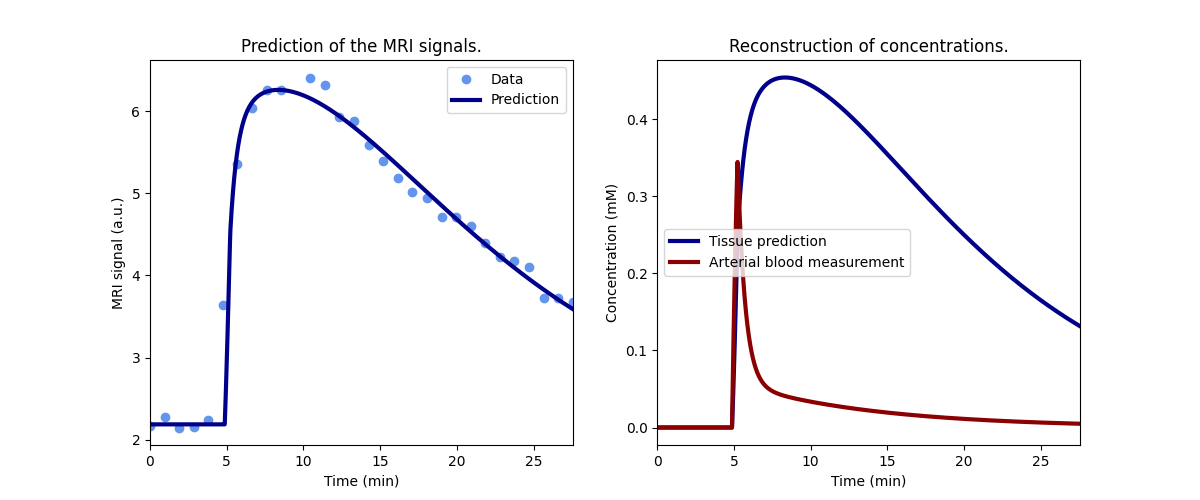 Prediction of the MRI signals.
MRI signal (a.u.)
6
5
4
3
2
Data
Prediction
0 5 10 15 20 25
Time (min)
Reconstruction of concentrations.
Concentration (mM)
0.4
0.3
0.2
0.1
0.0
Tissue prediction
Arterial blood measurement
0 5 10 15 20 25
Time (min)